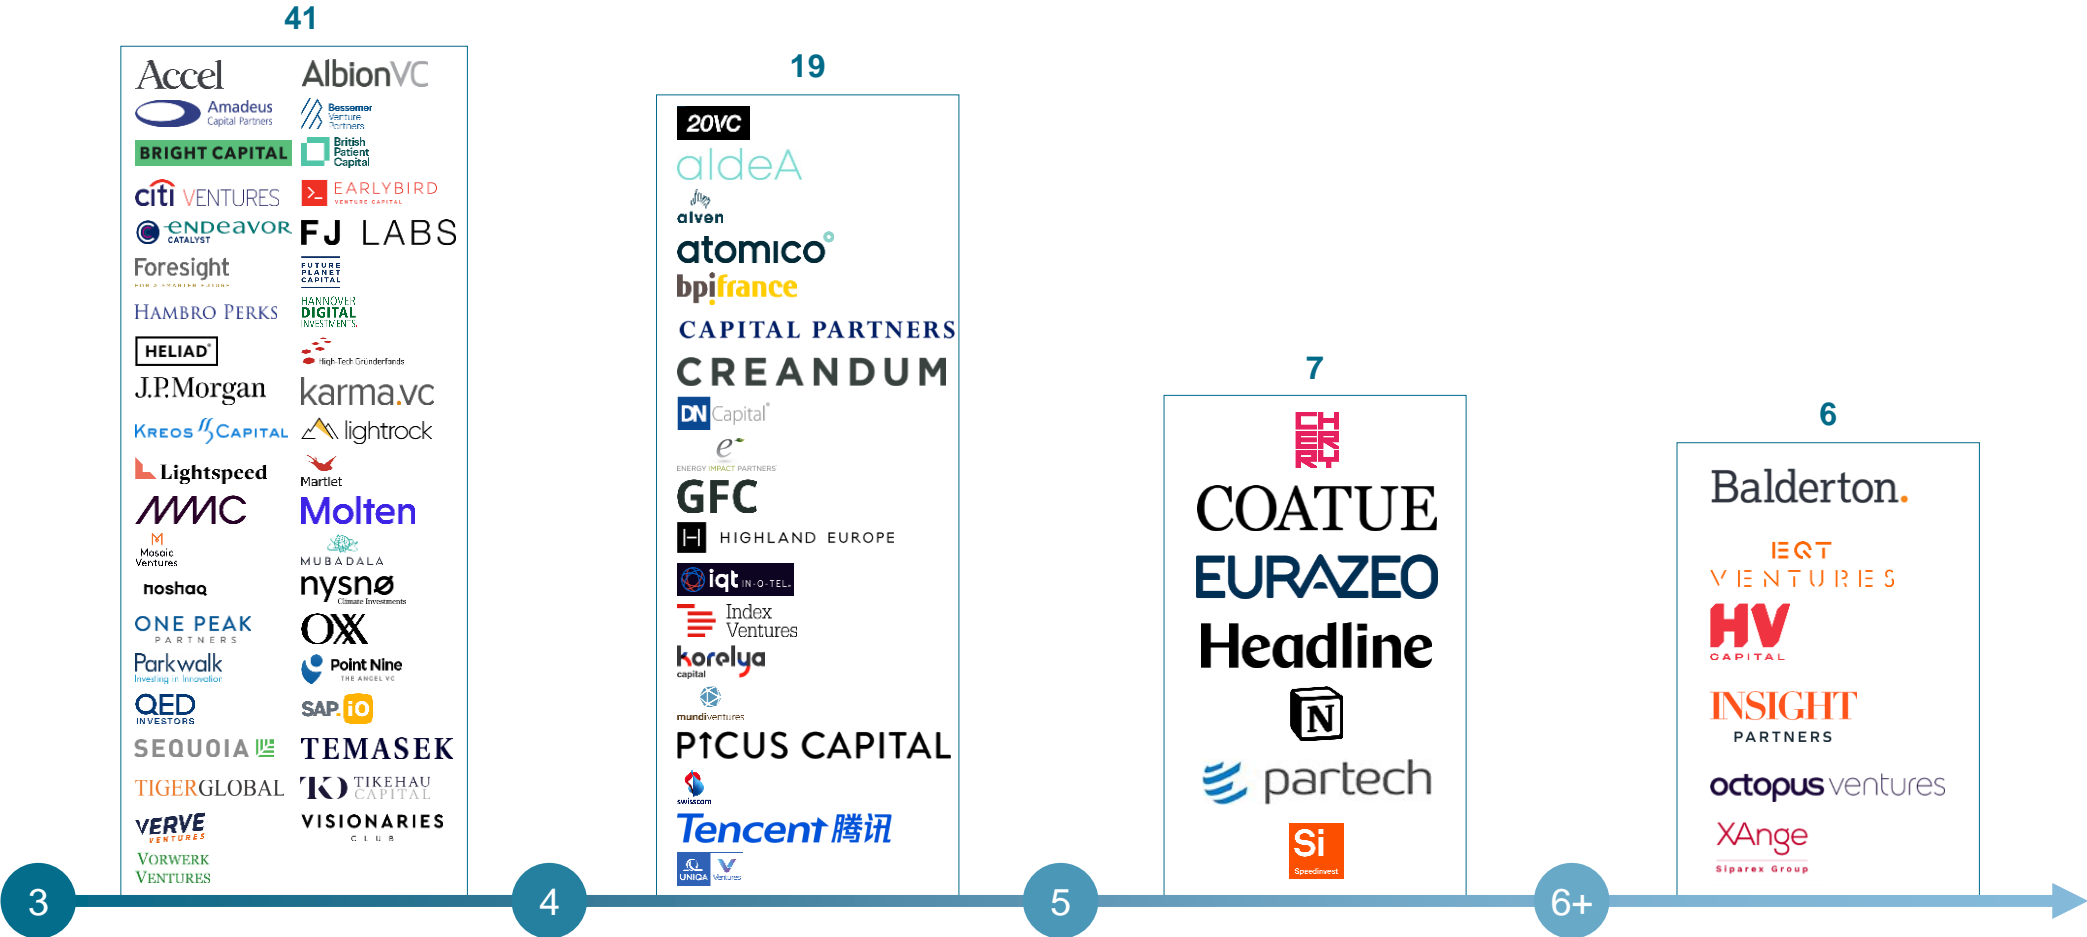 41
Accel
AlbionVC
Amadeus
Capital Partners
Bessemer
Venture
Partners
BRIGHT CAPITAL
British
Patient
Capital
citi VENTURES
EARLYBIRD
VENTURE CAPITAL
enDeavor
CATALYST
FJ LABS
Foresight
FOR A SMARTER FUTURE
FUTURE
PLANET
CAPITAL
HAMBRO PERKS
HANNOVER
DIGITAL
INVESTMENTS.
HELIAD
High-Tech Gründerfonds
J.P.Morgan
karma.vc
KREOS CAPITAL
lightrock
Lightspeed
Martlet
MMC
Molten
M
Mosaic
Ventures
MUBADALA
noshaq
nysnø
Climate Investments
ONE PEAK
PARTNERS
OXX
Parkwalk
Investing in Innovation
Point Nine
THE ANGEL VC
QED
INVESTORS
SAP.iO
SEQUOIA
TEMASEK
TIGERGLOBAL
TIKEHAU
CAPITAL
VERVE
VENTURES
VISIONARIES
CLUB
VORWERK
VENTURES
19
20VC
aldeA
alven
atomico
bpifrance
CAPITAL PARTNERS
CREANDUM
DN Capital
e
ENERGY IMPACT PARTNERS
GFC
H HIGHLAND EUROPE
iqt IN-Q-TEL
Index
Ventures
korelya
capital
mundiventures
PICUS CAPITAL
swisscom
Tencent 腾讯
UNIQA Ventures
7
CHERRY
COATUE
EURAZEO
Headline
N
partech
Si
Speedinvest
6
Balderton.
EQT
VENTURES
HV
CAPITAL
INSIGHT
PARTNERS
octopus ventures
XAnge
Siparex Group
3
4
5
6+